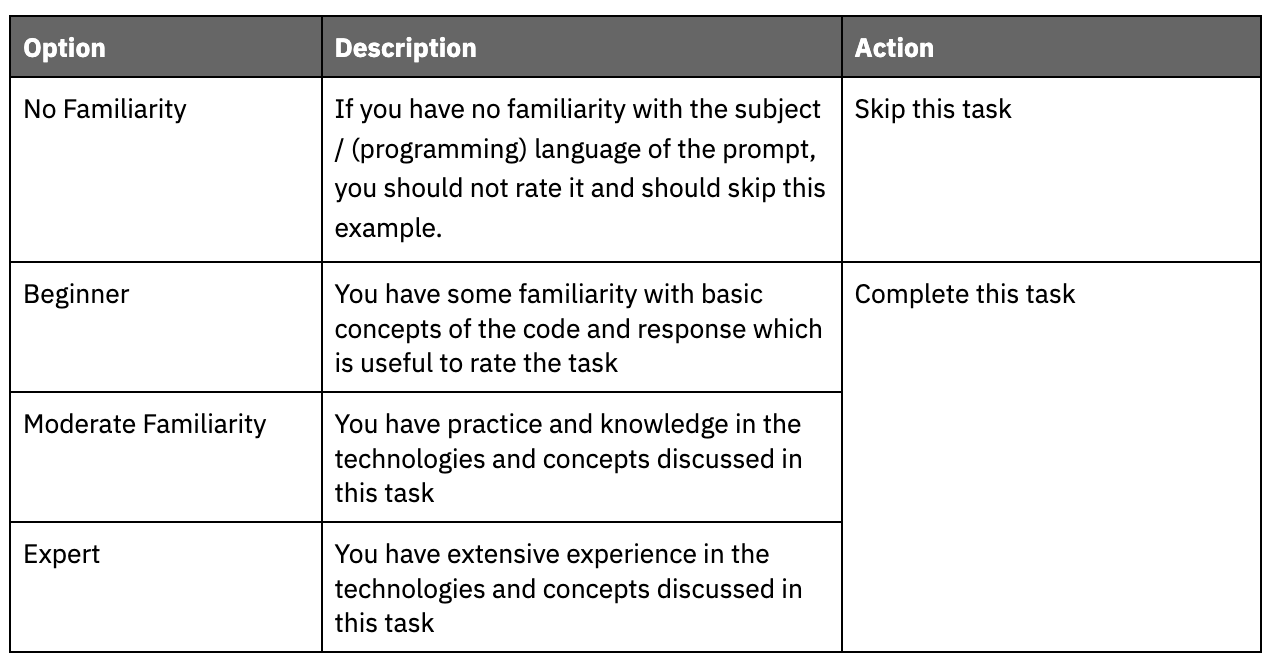 Option Description Action
No Familiarity If you have no familiarity with the subject Skip this task
/ (programming) language of the prompt,
you should not rate it and should skip this
example.
Beginner You have some familiarity with basic Complete this task
concepts of the code and response which
is useful to rate the task
Moderate Familiarity You have practice and knowledge in the
technologies and concepts discussed in
this task
Expert You have extensive experience in the
technologies and concepts discussed in
this task